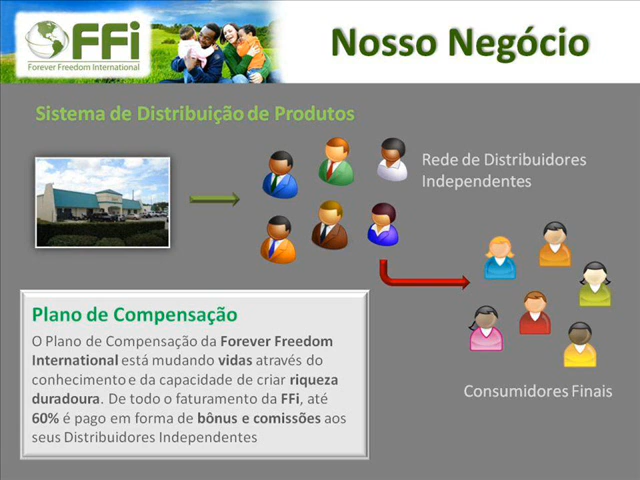 FFi
Forever Freedom International
Nosso Negócio
Sistema de Distribuição de Produtos
Rede de Distribuidores
Independentes
Plano de Compensação
O Plano de Compensação da Forever Freedom
International está mudando vidas através do
conhecimento e da capacidade de criar riqueza
duradoura. De todo o faturamento da FFi, até
60% é pago em forma de bônus e comissões aos
seus Distribuidores Independentes
Consumidores Finais